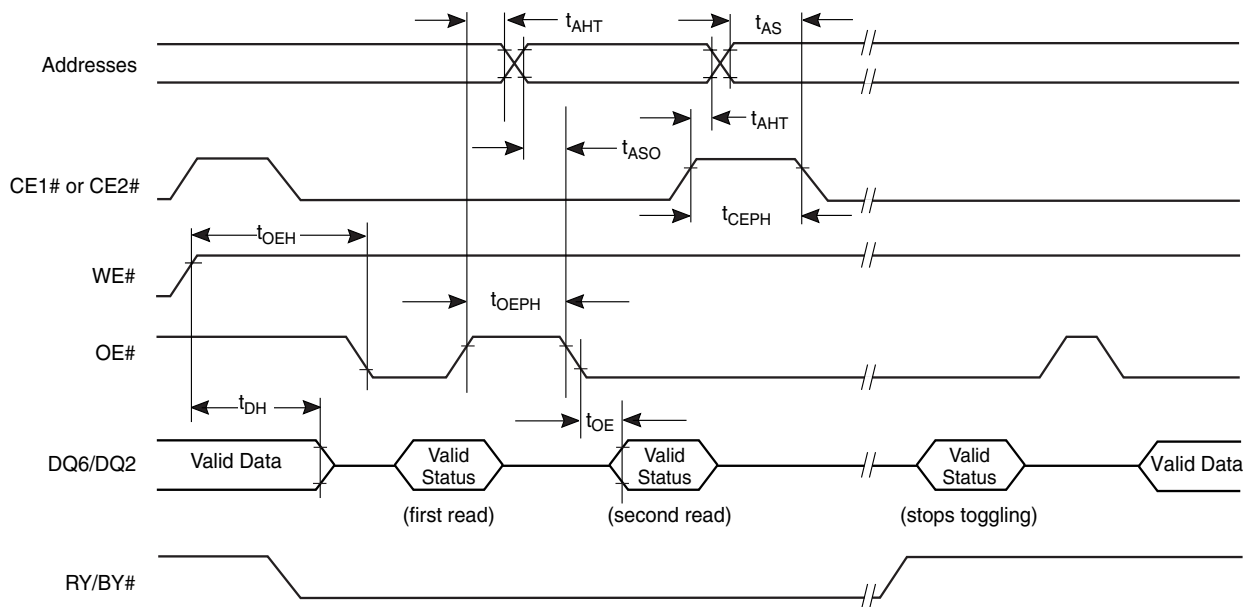 tAHT
tAS
Addresses
tAHT
tASO
CE1# or CE2#
tCEPH
tOEH
WE#
tOEPH
OE#
tDH
tOE
DQ6/DQ2
Valid Data
Valid
Status
Valid
Status
Valid
Status
Valid Data
(first read)
(second read)
(stops toggling)
RY/BY#